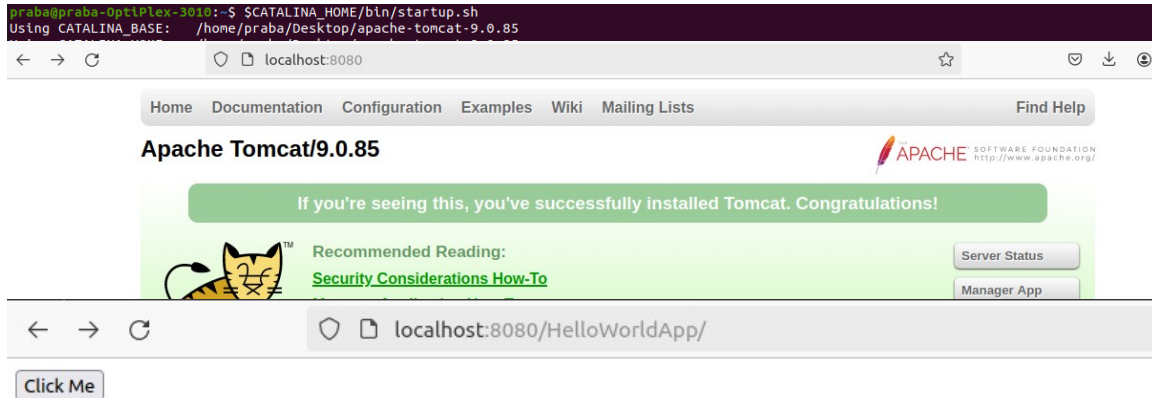 praba@praba-OptiPlex-3010:~$ $CATALINA_HOME/bin/startup.sh
Using CATALINA_BASE: /home/praba/Desktop/apache-tomcat-9.0.85
localhost:8080
Home Documentation Configuration Examples Wiki Mailing Lists Find Help
Apache Tomcat/9.0.85
THE APACHE SOFTWARE FOUNDATION
http://www.apache.org/
If you're seeing this, you've successfully installed Tomcat. Congratulations!
TM
Recommended Reading:
Security Considerations How-To
Server Status
Manager App
localhost:8080/HelloWorldApp/
Click Me